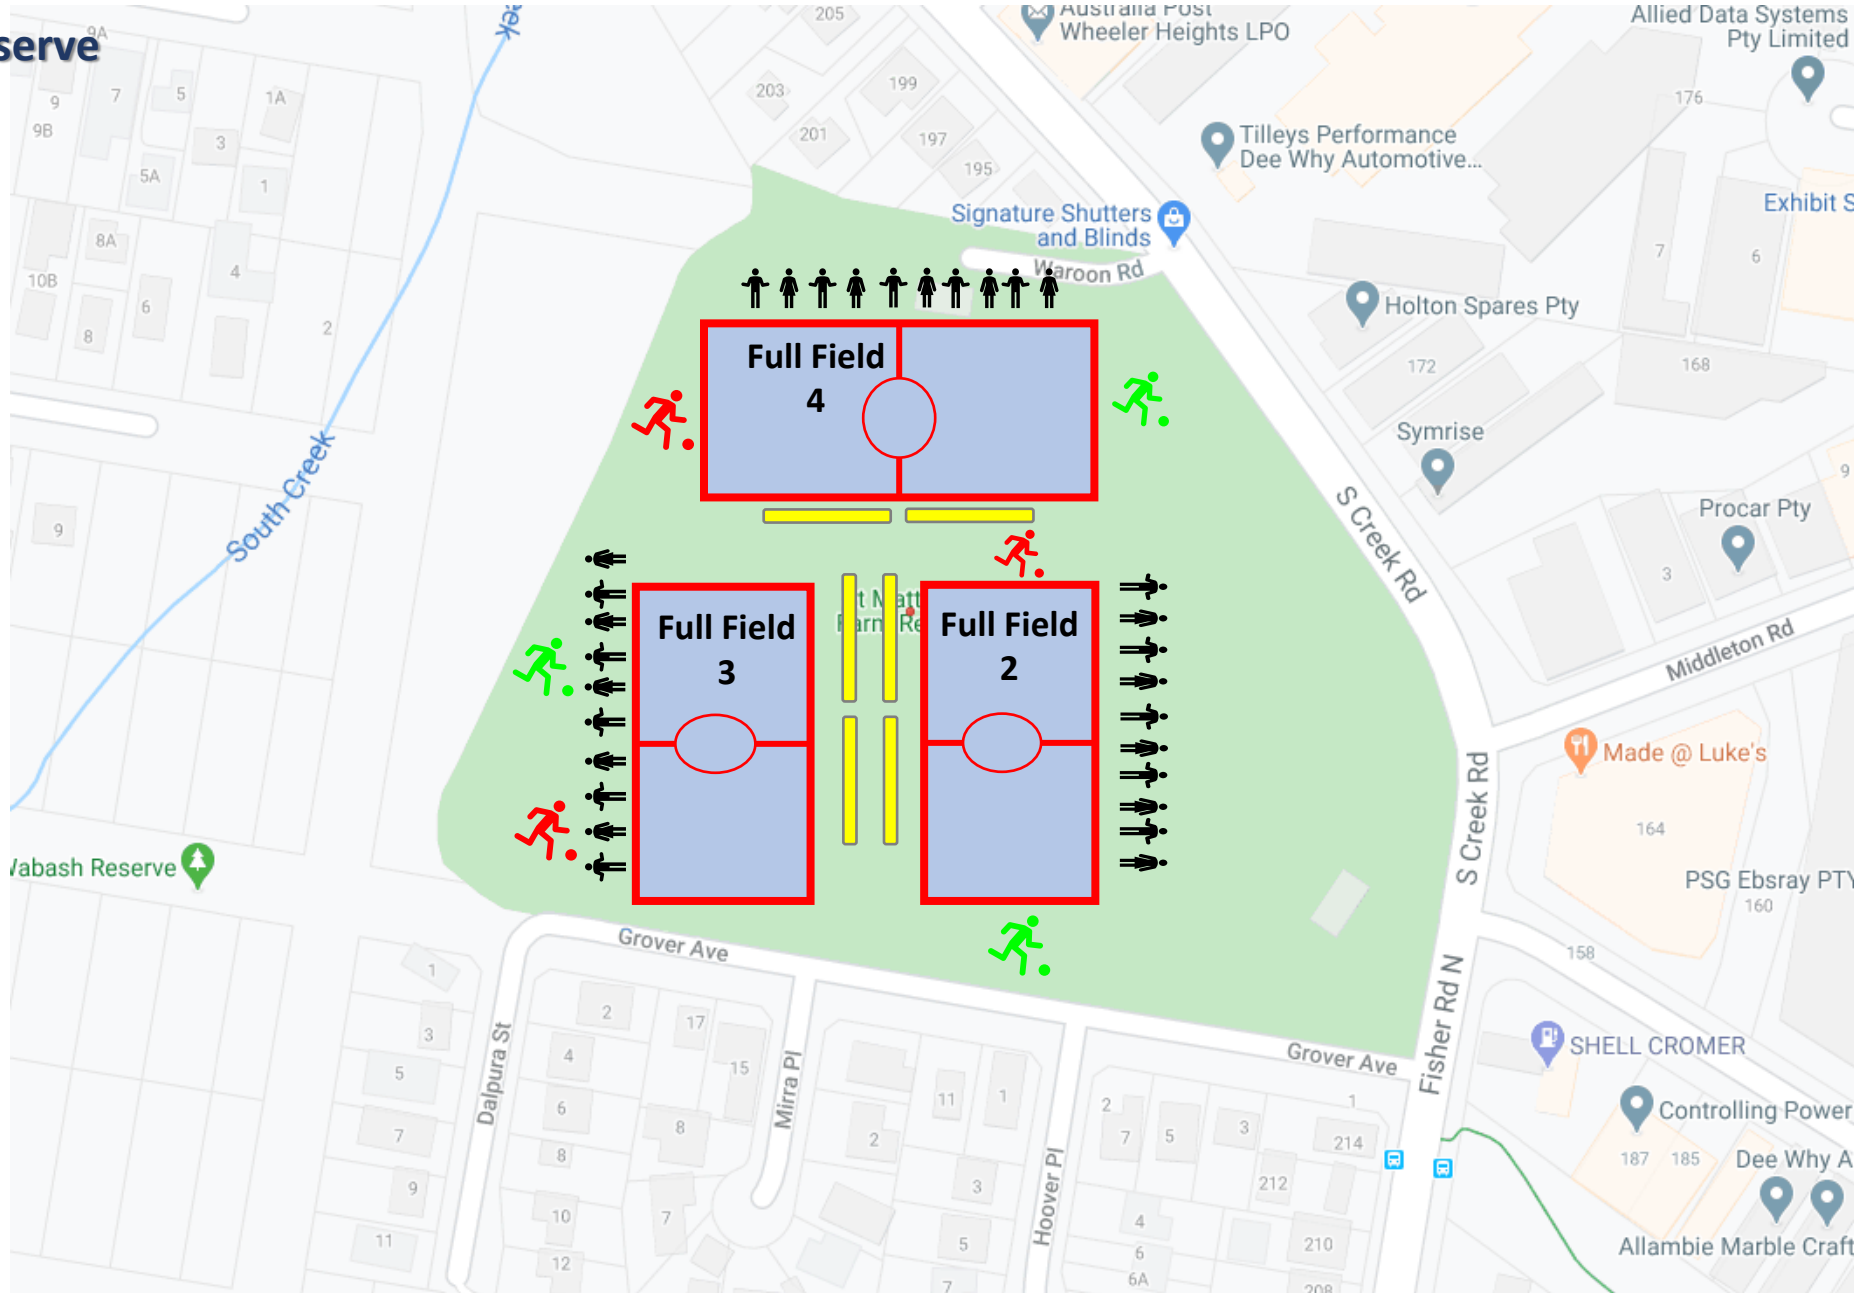 serve
9A
9
7
5
1A
9B
3
5A
1
8A
4
10B
6
8
2
9
South Creek
205
203
199
201
197
195
Australia Post
Wheeler Heights LPO
Allied Data Systems
Pty Limited
176
Tilleys Performance
Dee Why Automotive...
Signature Shutters
and Blinds
Waroon Rd
Exhibit S
7
6
Holton Spares Pty
172
168
Symrise
9
Procar Pty
3
S Creek Rd
Middleton Rd
Full Field
4
Full Field
3
Full Field
2
Made @ Luke's
164
S Creek Rd
PSG Ebsray PTY
160
158
Wabash Reserve
Grover Ave
Grover Ave
Fisher Rd N
SHELL CROMER
Controlling Power
187
185
Dee Why A
Allambie Marble Craft
Dalpura St
Mirra Pl
Hoover Pl
1
3
5
7
9
11
2
17
4
15
6
8
8
10
7
12
11
1
2
3
5
7
2
7
5
3
1
214
212
4
6
210
6A
208